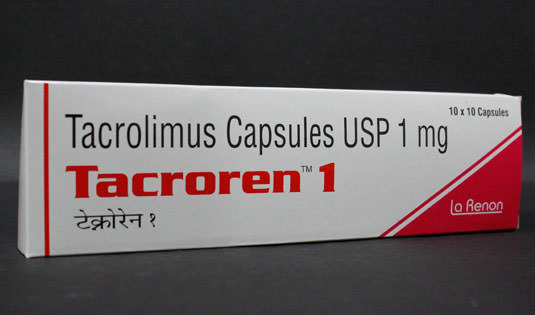 10 x 10 Capsules
Tacrolimus Capsules USP 1 mg
Tacroren™ 1
टेक्रोरेन १
La Renon